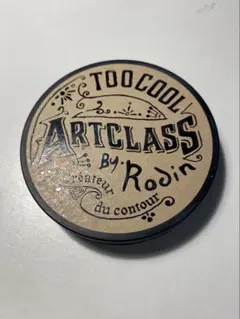 TOO COOL
ARTCLASS
By: Rodin
Créateur
du contour